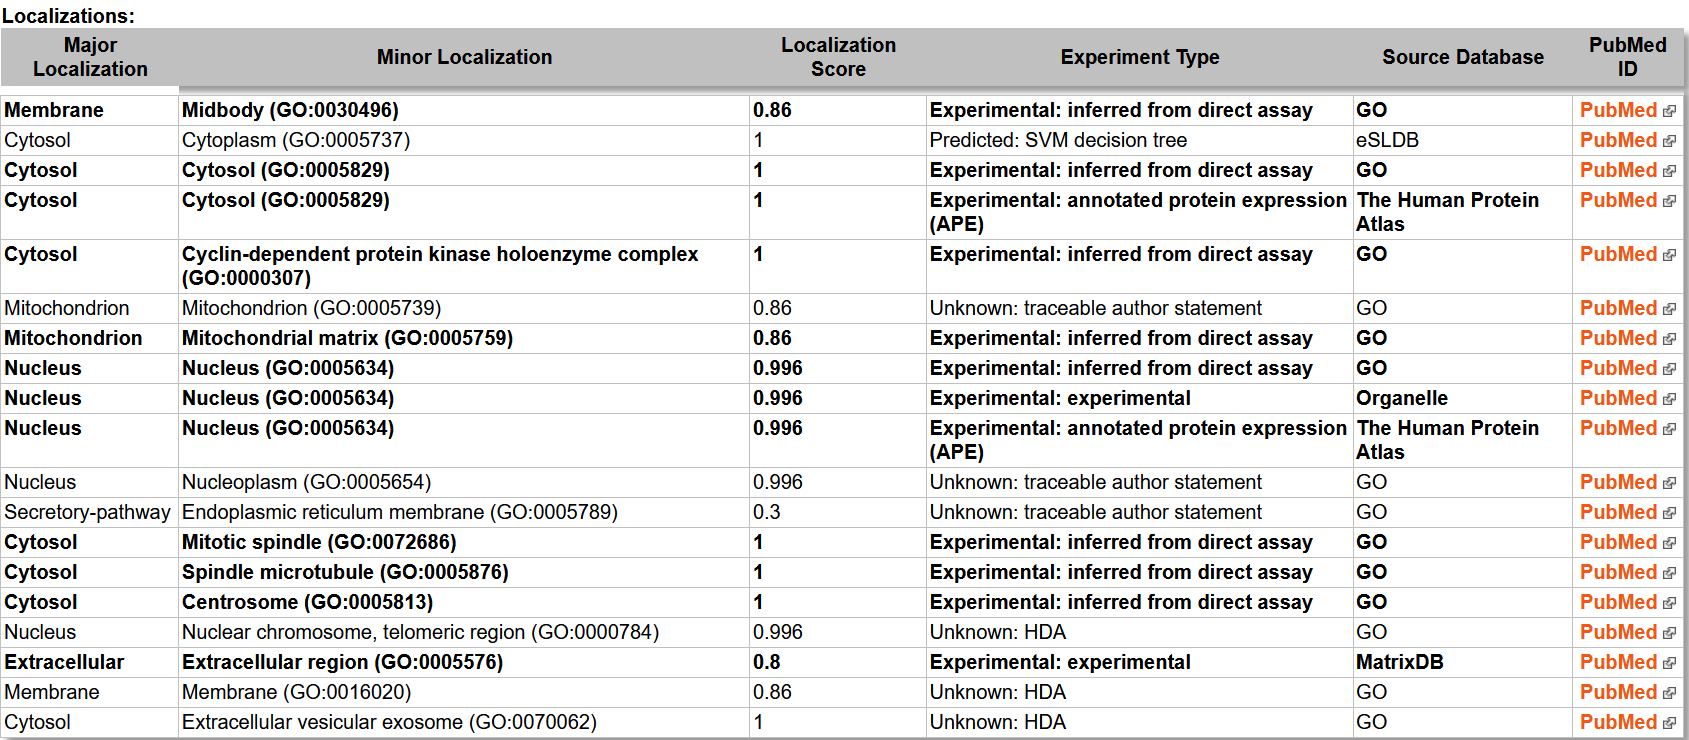 Localizations:
Major Localization Minor Localization Localization Score Experiment Type Source Database PubMed ID
Membrane Midbody (GO:0030496) 0.86 Experimental: inferred from direct assay GO PubMed
Cytosol Cytoplasm (GO:0005737) 1 Predicted: SVM decision tree eSLDB PubMed
Cytosol Cytosol (GO:0005829) 1 Experimental: inferred from direct assay GO PubMed
Cytosol Cytosol (GO:0005829) 1 Experimental: annotated protein expression (APE) The Human Protein Atlas PubMed
Cytosol Cyclin-dependent protein kinase holoenzyme complex (GO:0000307) 1 Experimental: inferred from direct assay GO PubMed
Mitochondrion Mitochondrion (GO:0005739) 0.86 Unknown: traceable author statement GO PubMed
Mitochondrion Mitochondrial matrix (GO:0005759) 0.86 Experimental: inferred from direct assay GO PubMed
Nucleus Nucleus (GO:0005634) 0.996 Experimental: inferred from direct assay GO PubMed
Nucleus Nucleus (GO:0005634) 0.996 Experimental: experimental Organelle PubMed
Nucleus Nucleus (GO:0005634) 0.996 Experimental: annotated protein expression (APE) The Human Protein Atlas PubMed
Nucleus Nucleoplasm (GO:0005654) 0.996 Unknown: traceable author statement GO PubMed
Secretory-pathway Endoplasmic reticulum membrane (GO:0005789) 0.3 Unknown: traceable author statement GO PubMed
Cytosol Mitotic spindle (GO:0072686) 1 Experimental: inferred from direct assay GO PubMed
Cytosol Spindle microtubule (GO:0005876) 1 Experimental: inferred from direct assay GO PubMed
Cytosol Centrosome (GO:0005813) 1 Experimental: inferred from direct assay GO PubMed
Nucleus Nuclear chromosome, telomeric region (GO:0000784) 0.996 Unknown: HDA GO PubMed
Extracellular Extracellular region (GO:0005576) 0.8 Experimental: experimental MatrixDB PubMed
Membrane Membrane (GO:0016020) 0.86 Unknown: HDA GO PubMed
Cytosol Extracellular vesicular exosome (GO:0070062) 1 Unknown: HDA GO PubMed